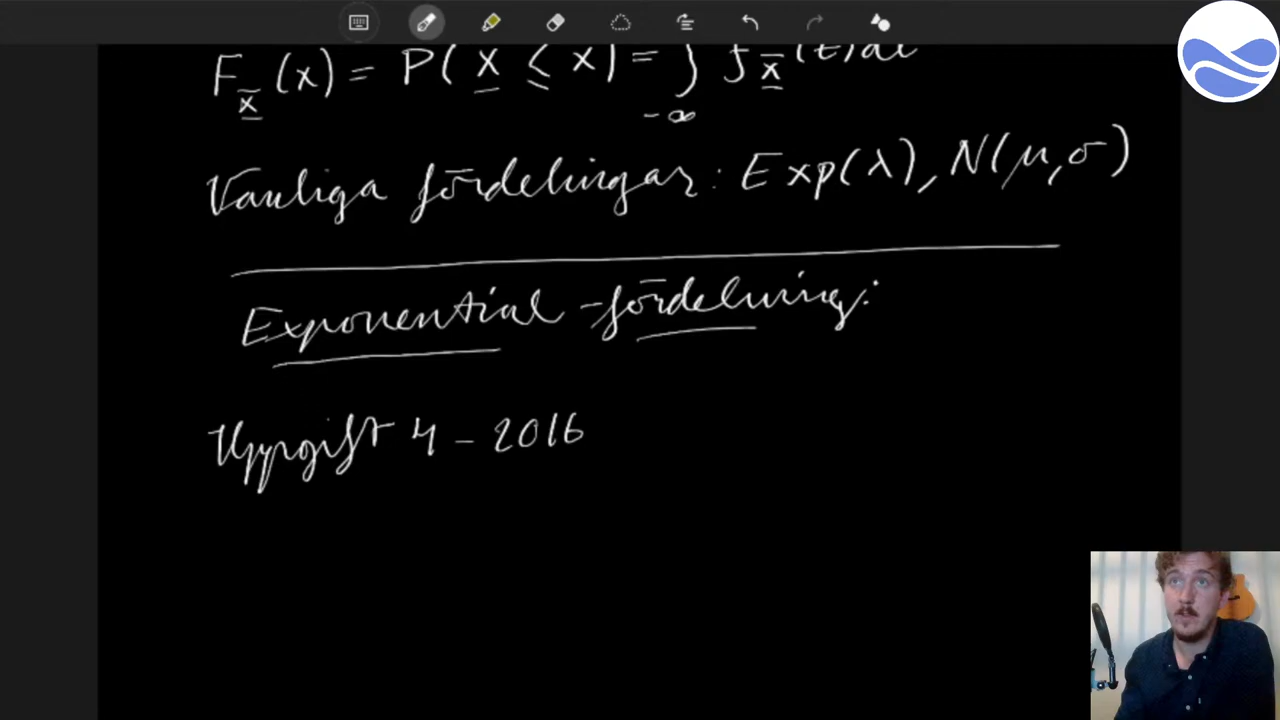 F_X(x) = P(X ≤ x) = ∫_{-∞} f_X(t)dt
Vanliga fördelningar: Exp(λ), N(μ,σ)
Exponential-fördelning:
Uppgift 4 - 2016